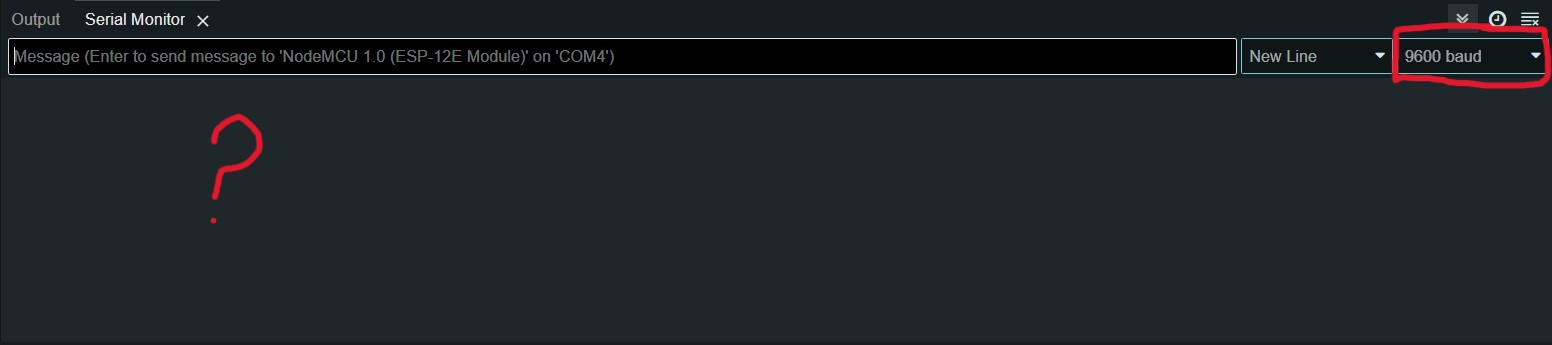 Output Serial Monitor
Message (Enter to send message to 'NodeMCU 1.0 (ESP-12E Module)' on 'COM4') New Line 9600 baud
?